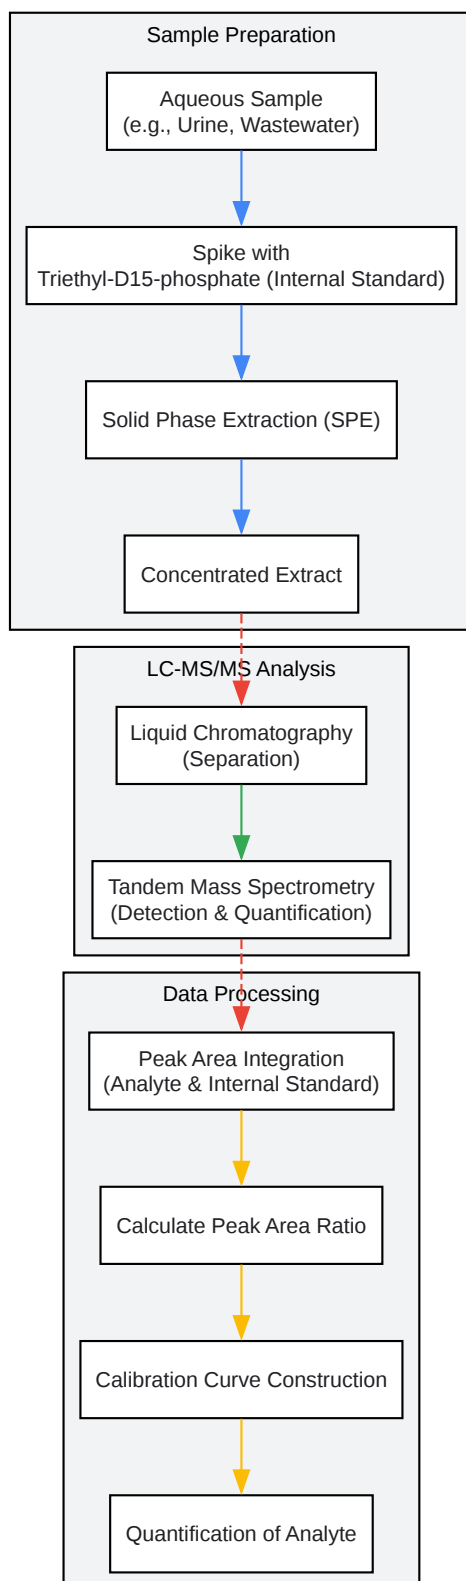 Sample Preparation
Aqueous Sample
(e.g., Urine, Wastewater)
Spike with
Triethyl-D15-phosphate (Internal Standard)
Solid Phase Extraction (SPE)
Concentrated Extract
LC-MS/MS Analysis
Liquid Chromatography
(Separation)
Tandem Mass Spectrometry
(Detection & Quantification)
Data Processing
Peak Area Integration
(Analyte & Internal Standard)
Calculate Peak Area Ratio
Calibration Curve Construction
Quantification of Analyte